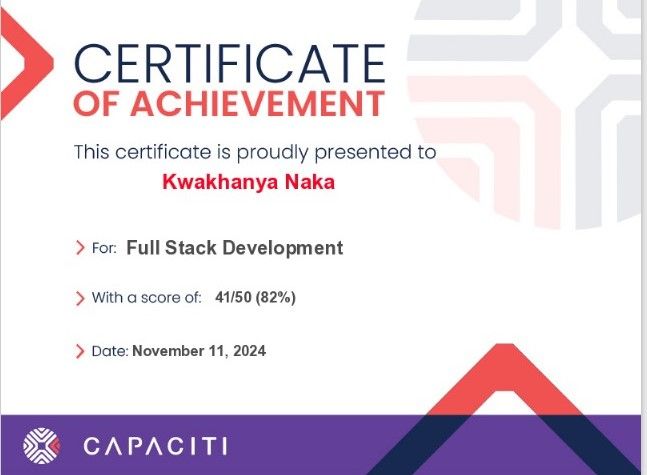 CERTIFICATE
OF ACHIEVEMENT
This certificate is proudly presented to
Kwakhanya Naka
For: Full Stack Development
With a score of: 41/50 (82%)
Date: November 11, 2024
CAPACITI